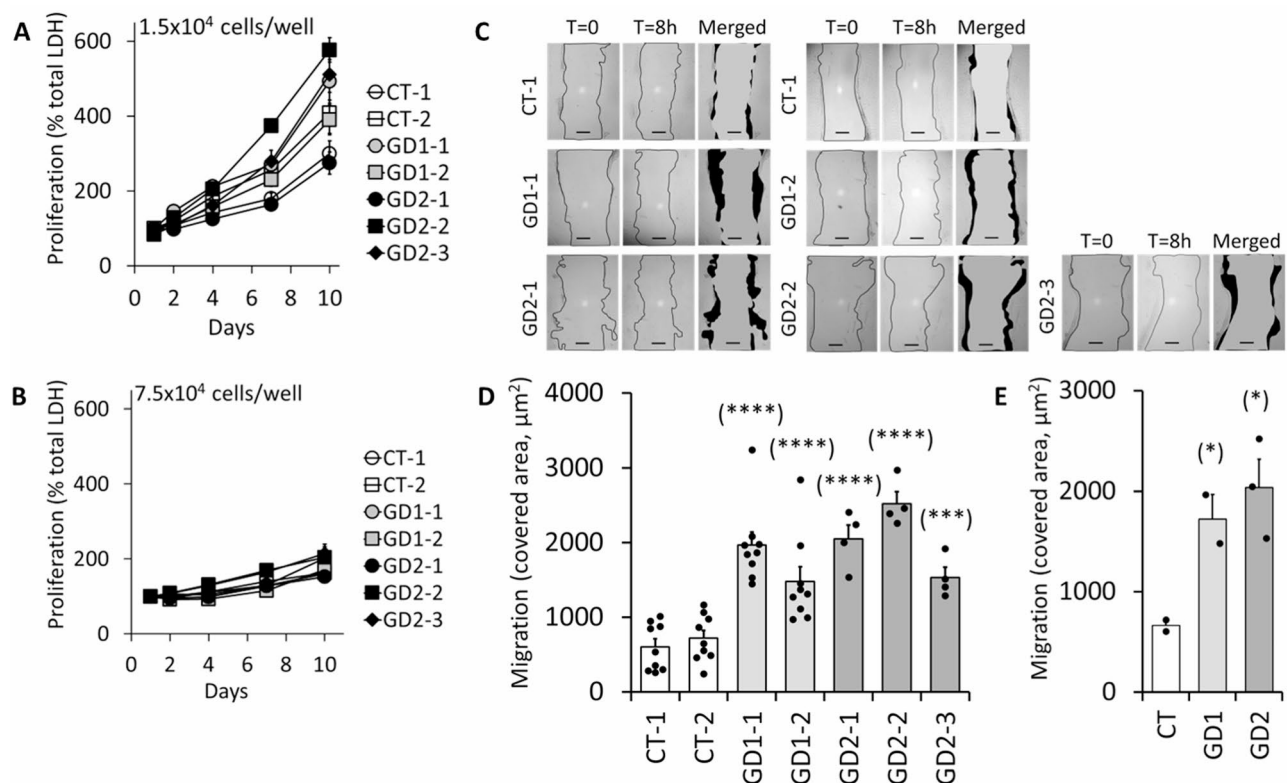 A
1.5x10⁴ cells/well
Proliferation (% total LDH)
600
400
200
0
0 2 4 6 8 10
Days
CT-1
CT-2
GD1-1
GD1-2
GD2-1
GD2-2
GD2-3
B
7.5x10⁴ cells/well
Proliferation (% total LDH)
600
400
200
0
0 2 4 6 8 10
Days
CT-1
CT-2
GD1-1
GD1-2
GD2-1
GD2-2
GD2-3
C
T=0 T=8h Merged
CT-1
GD1-1
GD2-1
T=0 T=8h Merged
CT-1
GD1-2
GD2-2
T=0 T=8h Merged
GD2-3
D
Migration (covered area, µm²)
4000
3000
2000
1000
0
(****)
(****)
(****)
(****)
(***)
CT-1
CT-2
GD1-1
GD1-2
GD2-1
GD2-2
GD2-3
E
Migration (covered area, µm²)
3000
2000
1000
0
(*)
(*)
CT
GD1
GD2